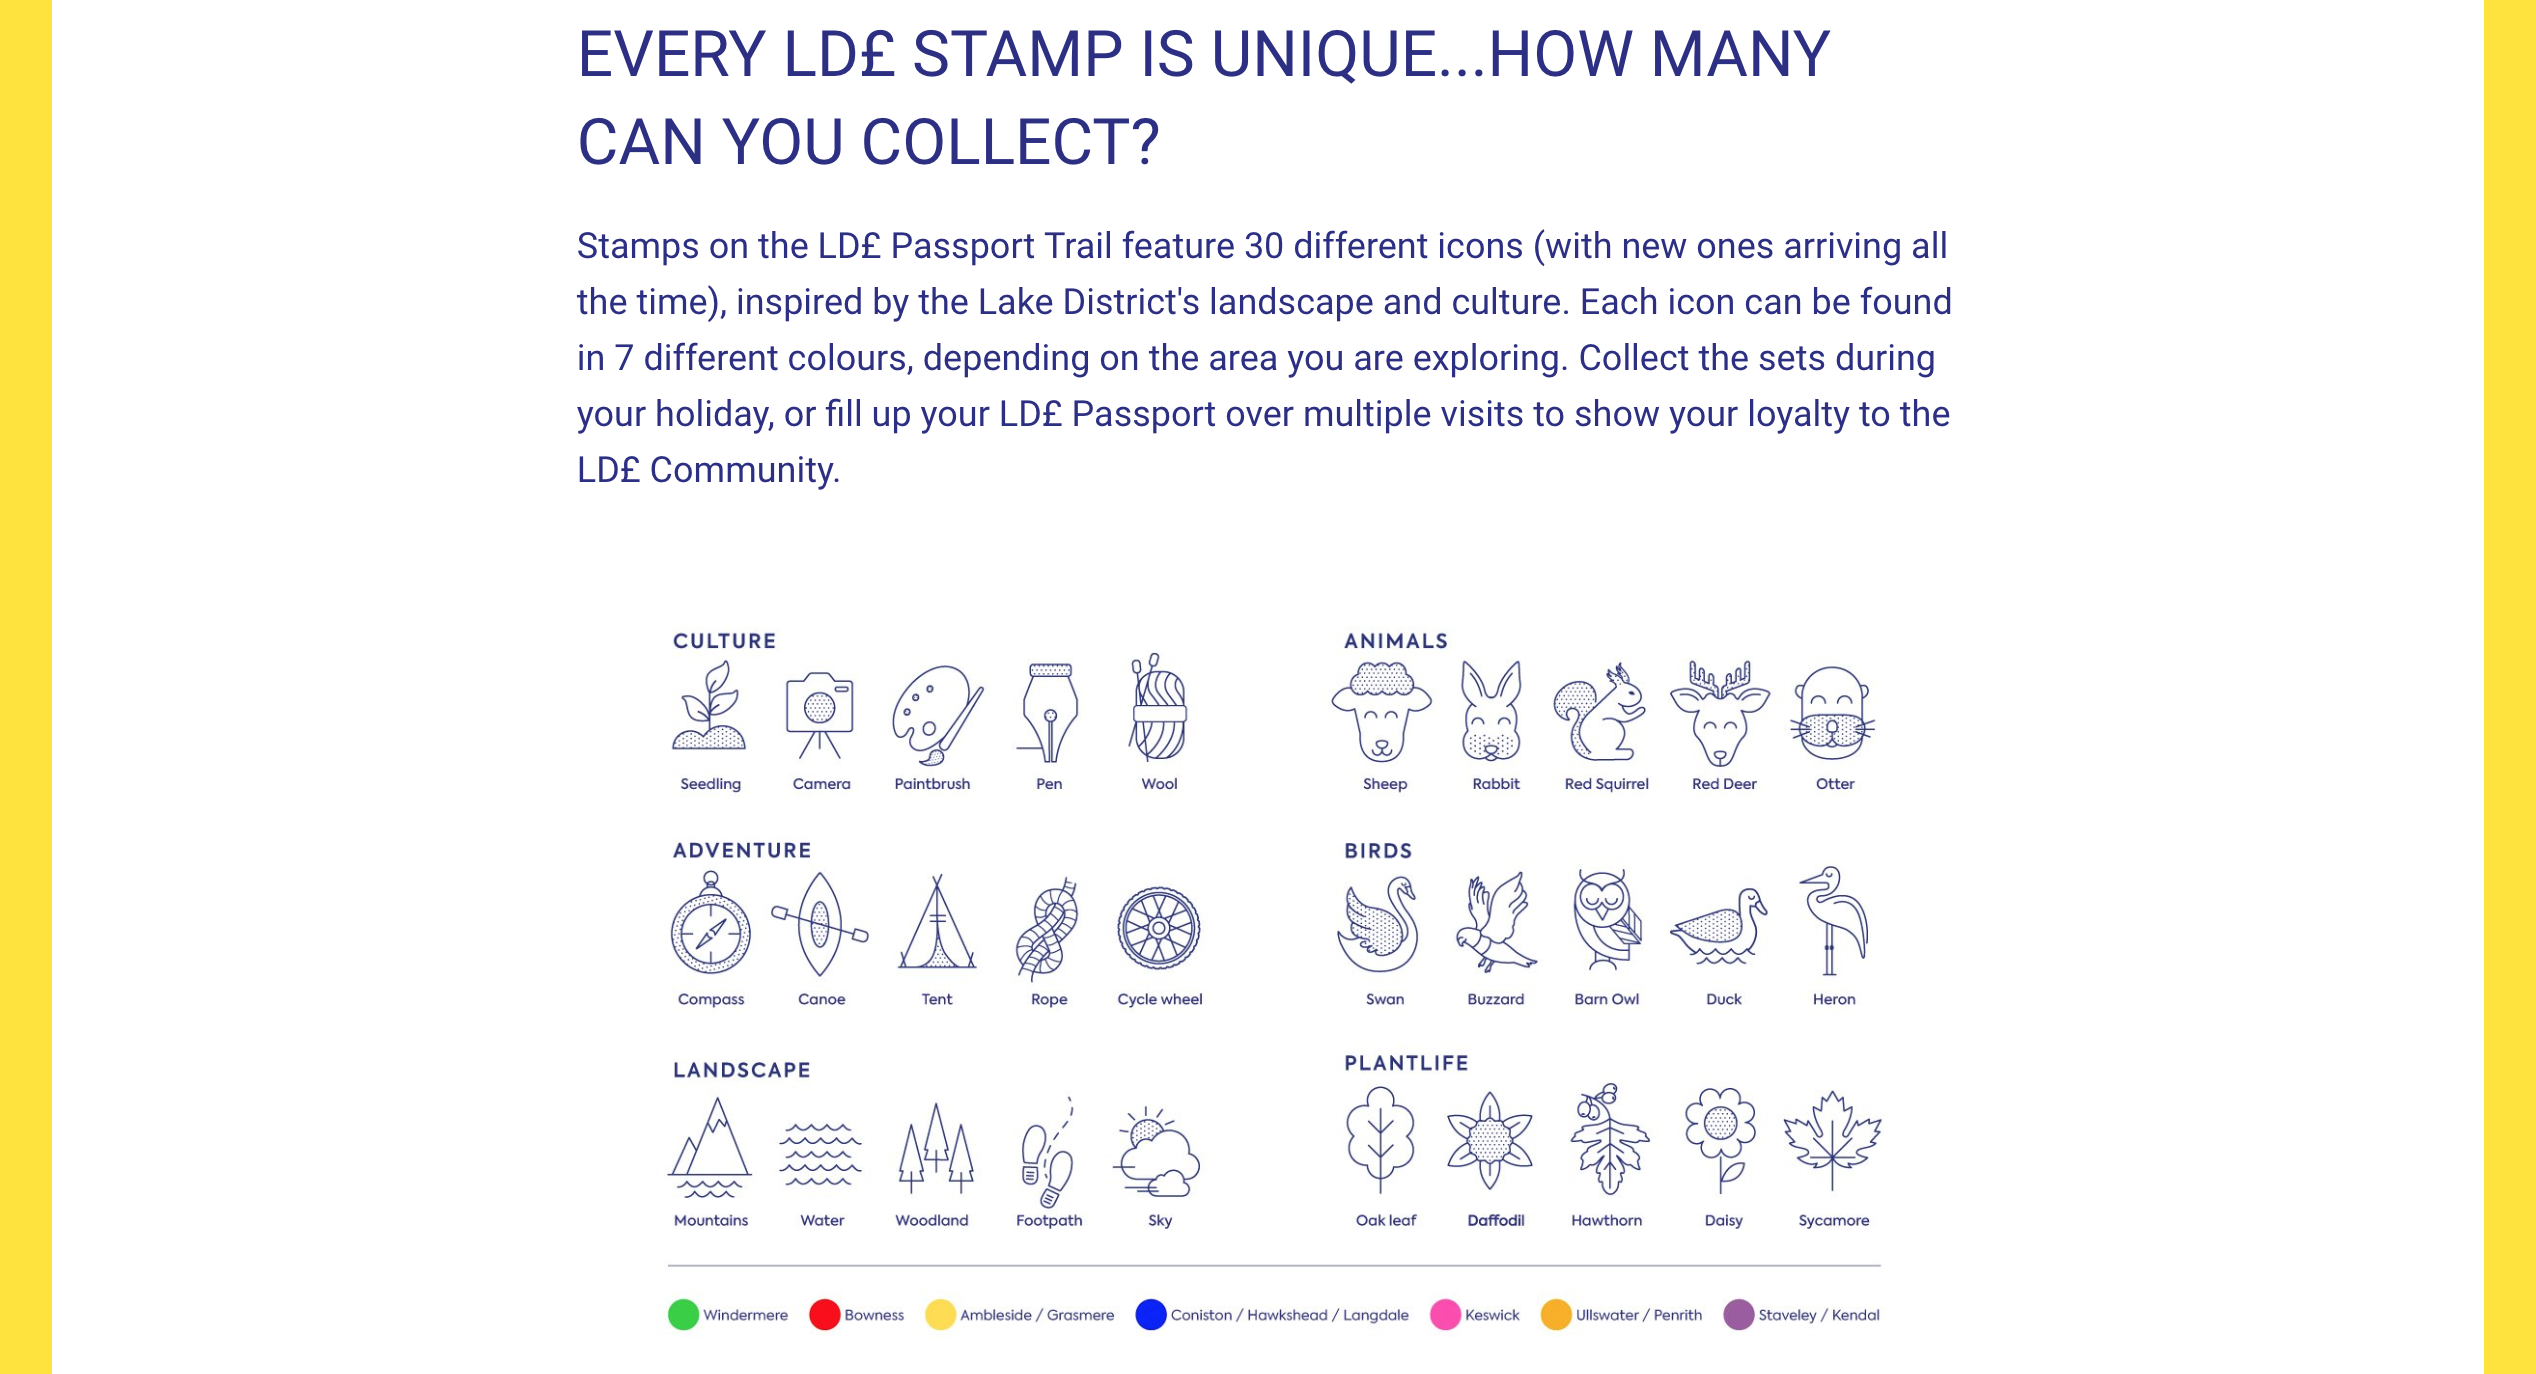 EVERY LD£ STAMP IS UNIQUE...HOW MANY
CAN YOU COLLECT?
Stamps on the LD£ Passport Trail feature 30 different icons (with new ones arriving all
the time), inspired by the Lake District's landscape and culture. Each icon can be found
in 7 different colours, depending on the area you are exploring. Collect the sets during
your holiday, or fill up your LD£ Passport over multiple visits to show your loyalty to the
LD£ Community.
CULTURE
Seedling Camera Paintbrush Pen Wool
ANIMALS
Sheep Rabbit Red Squirrel Red Deer Otter
ADVENTURE
Compass Canoe Tent Rope Cycle wheel
BIRDS
Swan Buzzard Barn Owl Duck Heron
LANDSCAPE
Mountains Water Woodland Footpath Sky
PLANTLIFE
Oak leaf Daffodil Hawthorn Daisy Sycamore
Windermere Bowness Ambleside / Grasmere Coniston / Hawkshead / Langdale Keswick Ullswater / Penrith Staveley / Kendal